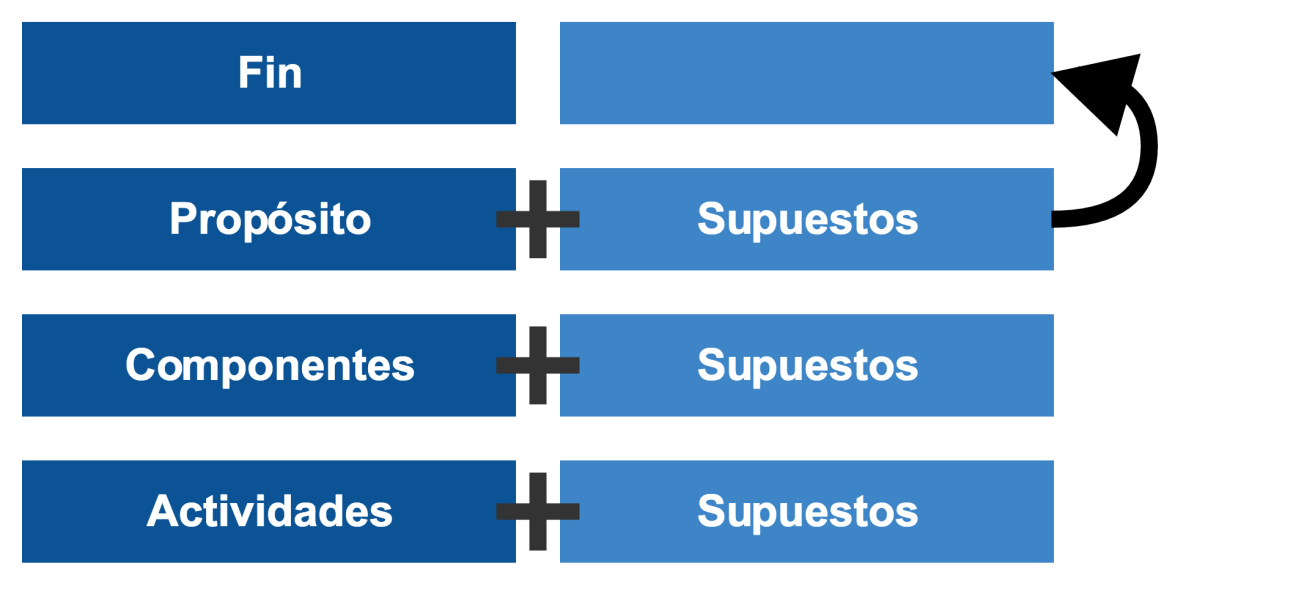 Fin
Propósito + Supuestos
Componentes + Supuestos
Actividades + Supuestos